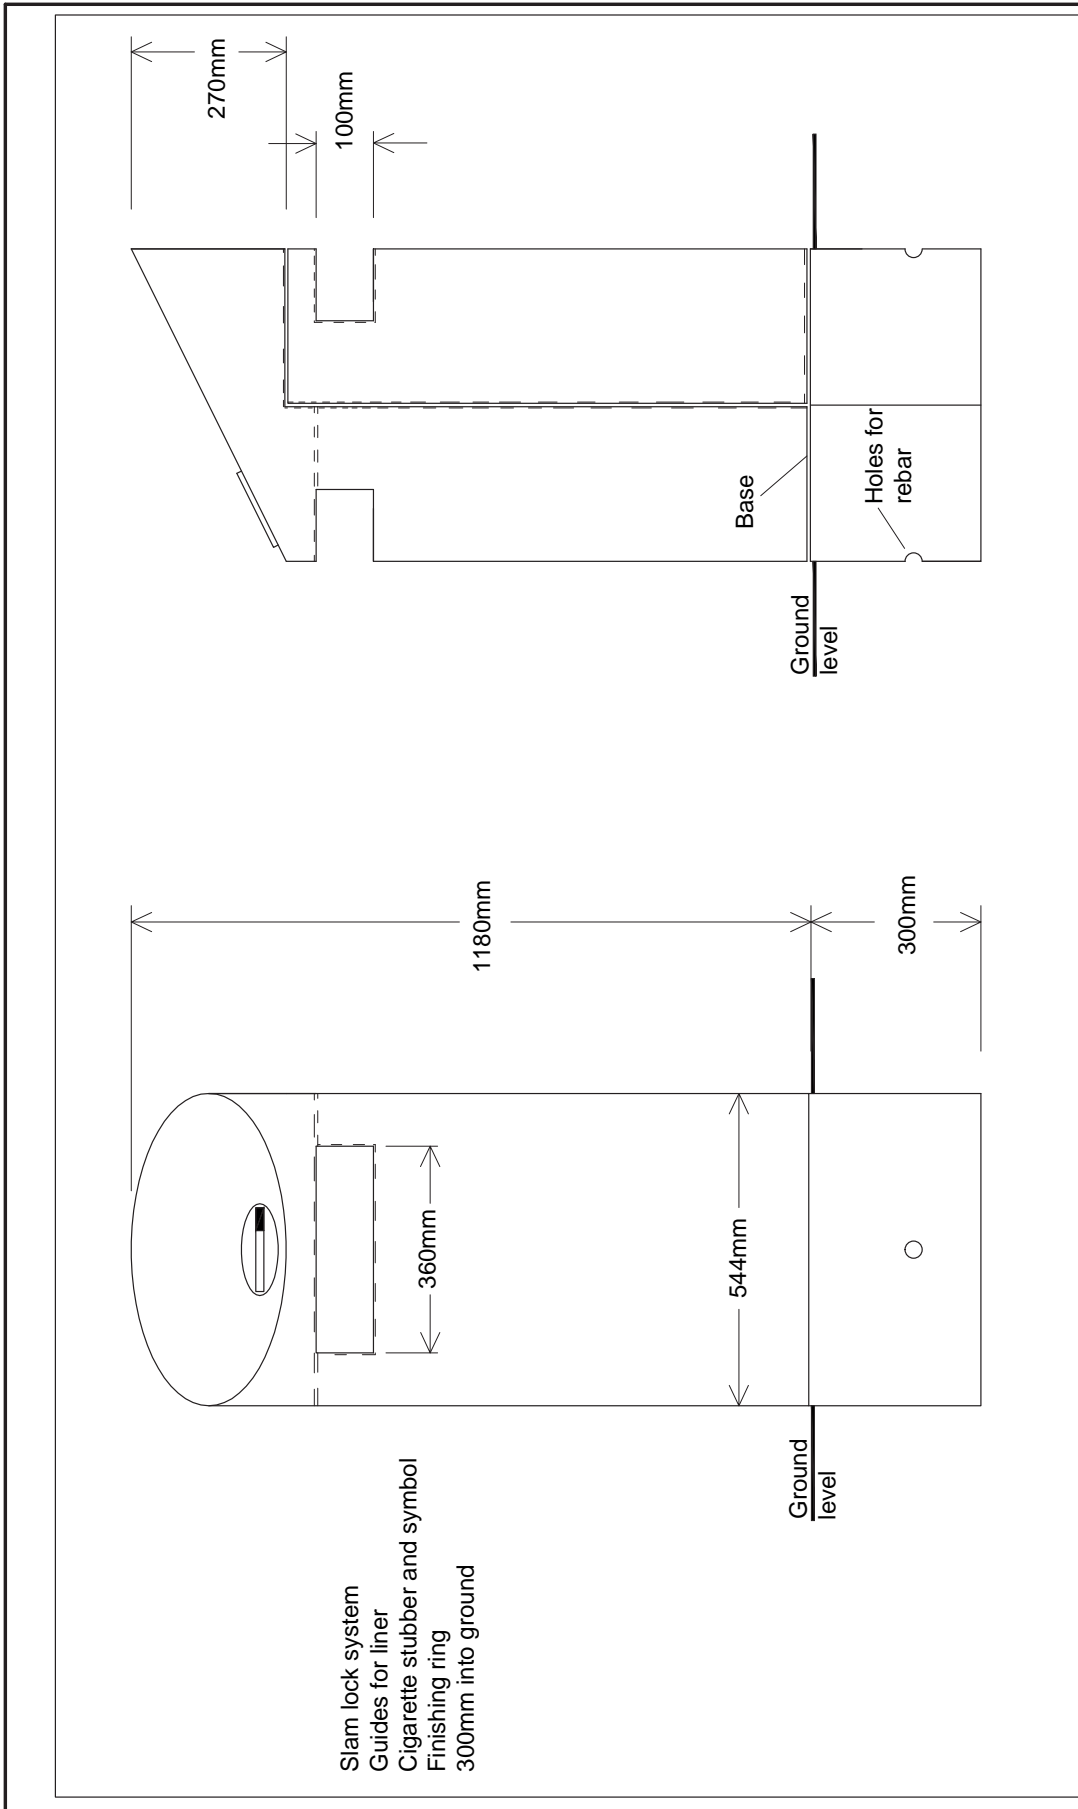 270mm
100mm
Base
Holes for
rebar
Ground
level
1180mm
300mm
360mm
544mm
Ground
level
Slam lock system
Guides for liner
Cigarette stubber and symbol
Finishing ring
300mm into ground